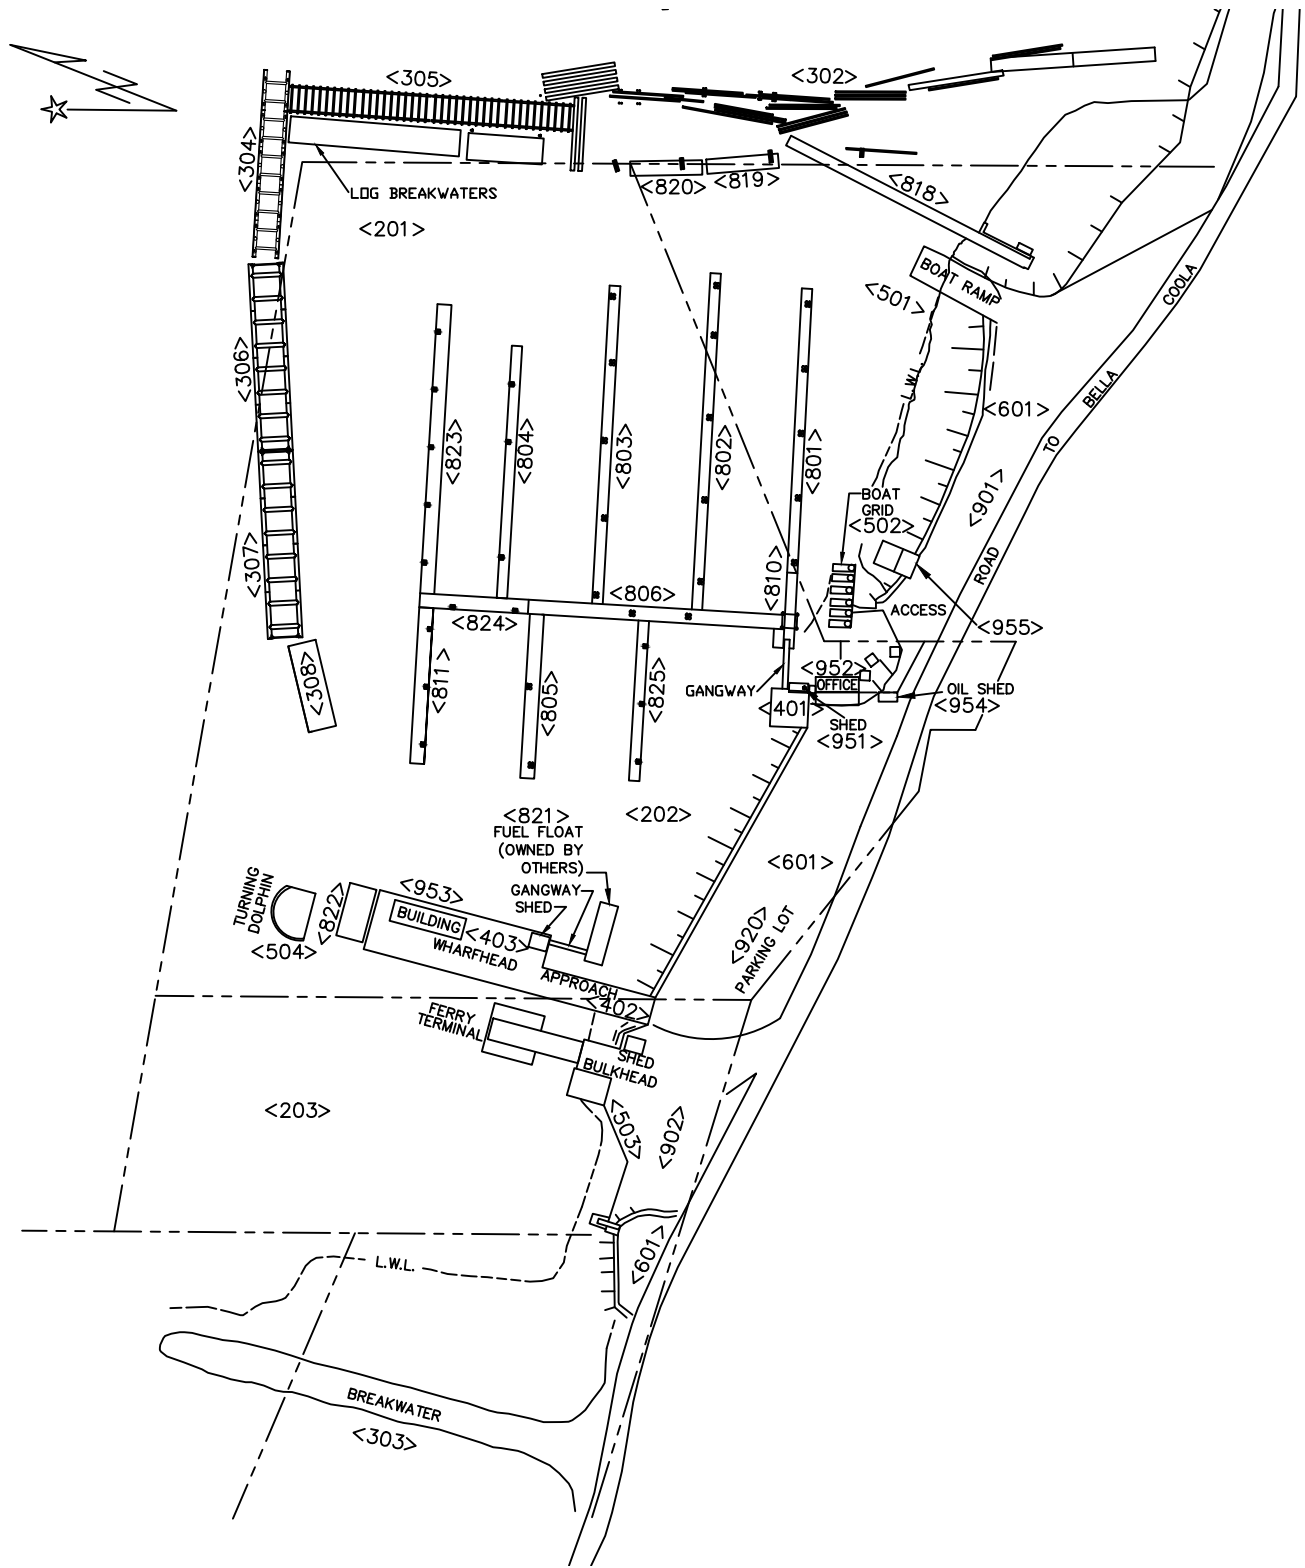 <305>
<302>
<304>
LOG BREAKWATERS
<820>
<819>
<818>
<201>
BOAT RAMP
<501>
COOLA
<306>
L.W.L.
BELLA
<601>
TO
<823>
<804>
<803>
<802>
<801>
BOAT
GRID
<502>
<901>
<307>
ROAD
<810>
<806>
ACCESS
<824>
<955>
<308>
<811>
<805>
<825>
GANGWAY
<952>
OFFICE
OIL SHED
<954>
<401>
SHED
<951>
<821>
<202>
FUEL FLOAT
(OWNED BY
OTHERS)
<601>
TURNING
DOLPHIN
<504>
<822>
<953>
BUILDING
GANGWAY
SHED
<403>
WHARFHEAD
APPROACH
<402>
<920>
PARKING LOT
FERRY
TERMINAL
SHED
BULKHEAD
<203>
<503>
<902>
<601>
L.W.L.
BREAKWATER
<303>